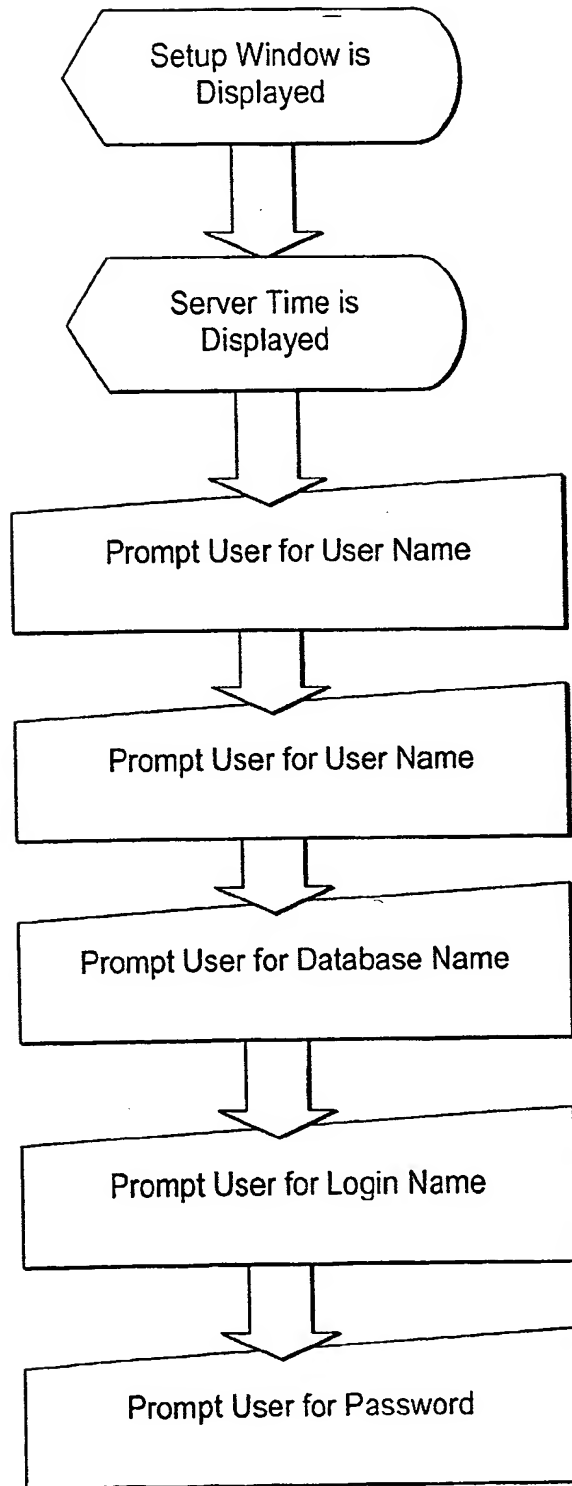 Setup Window is
Displayed
Server Time is
Displayed
Prompt User for User Name
Prompt User for User Name
Prompt User for Database Name
Prompt User for Login Name
Prompt User for Password